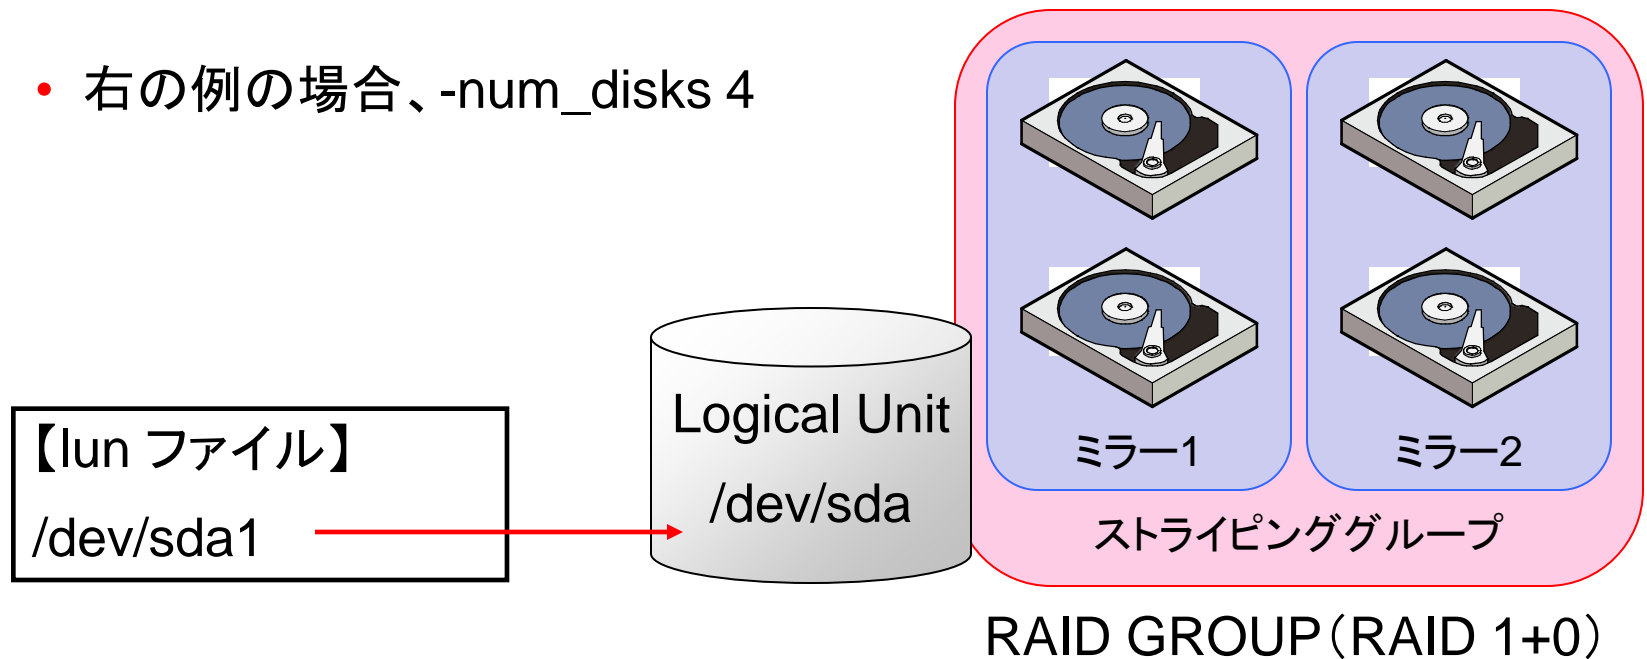 • 右の例の場合、-num_disks 4
ミラー1
ミラー2
ストライピンググループ
RAID GROUP（RAID 1+0）
Logical Unit
/dev/sda
【lun ファイル】
/dev/sda1